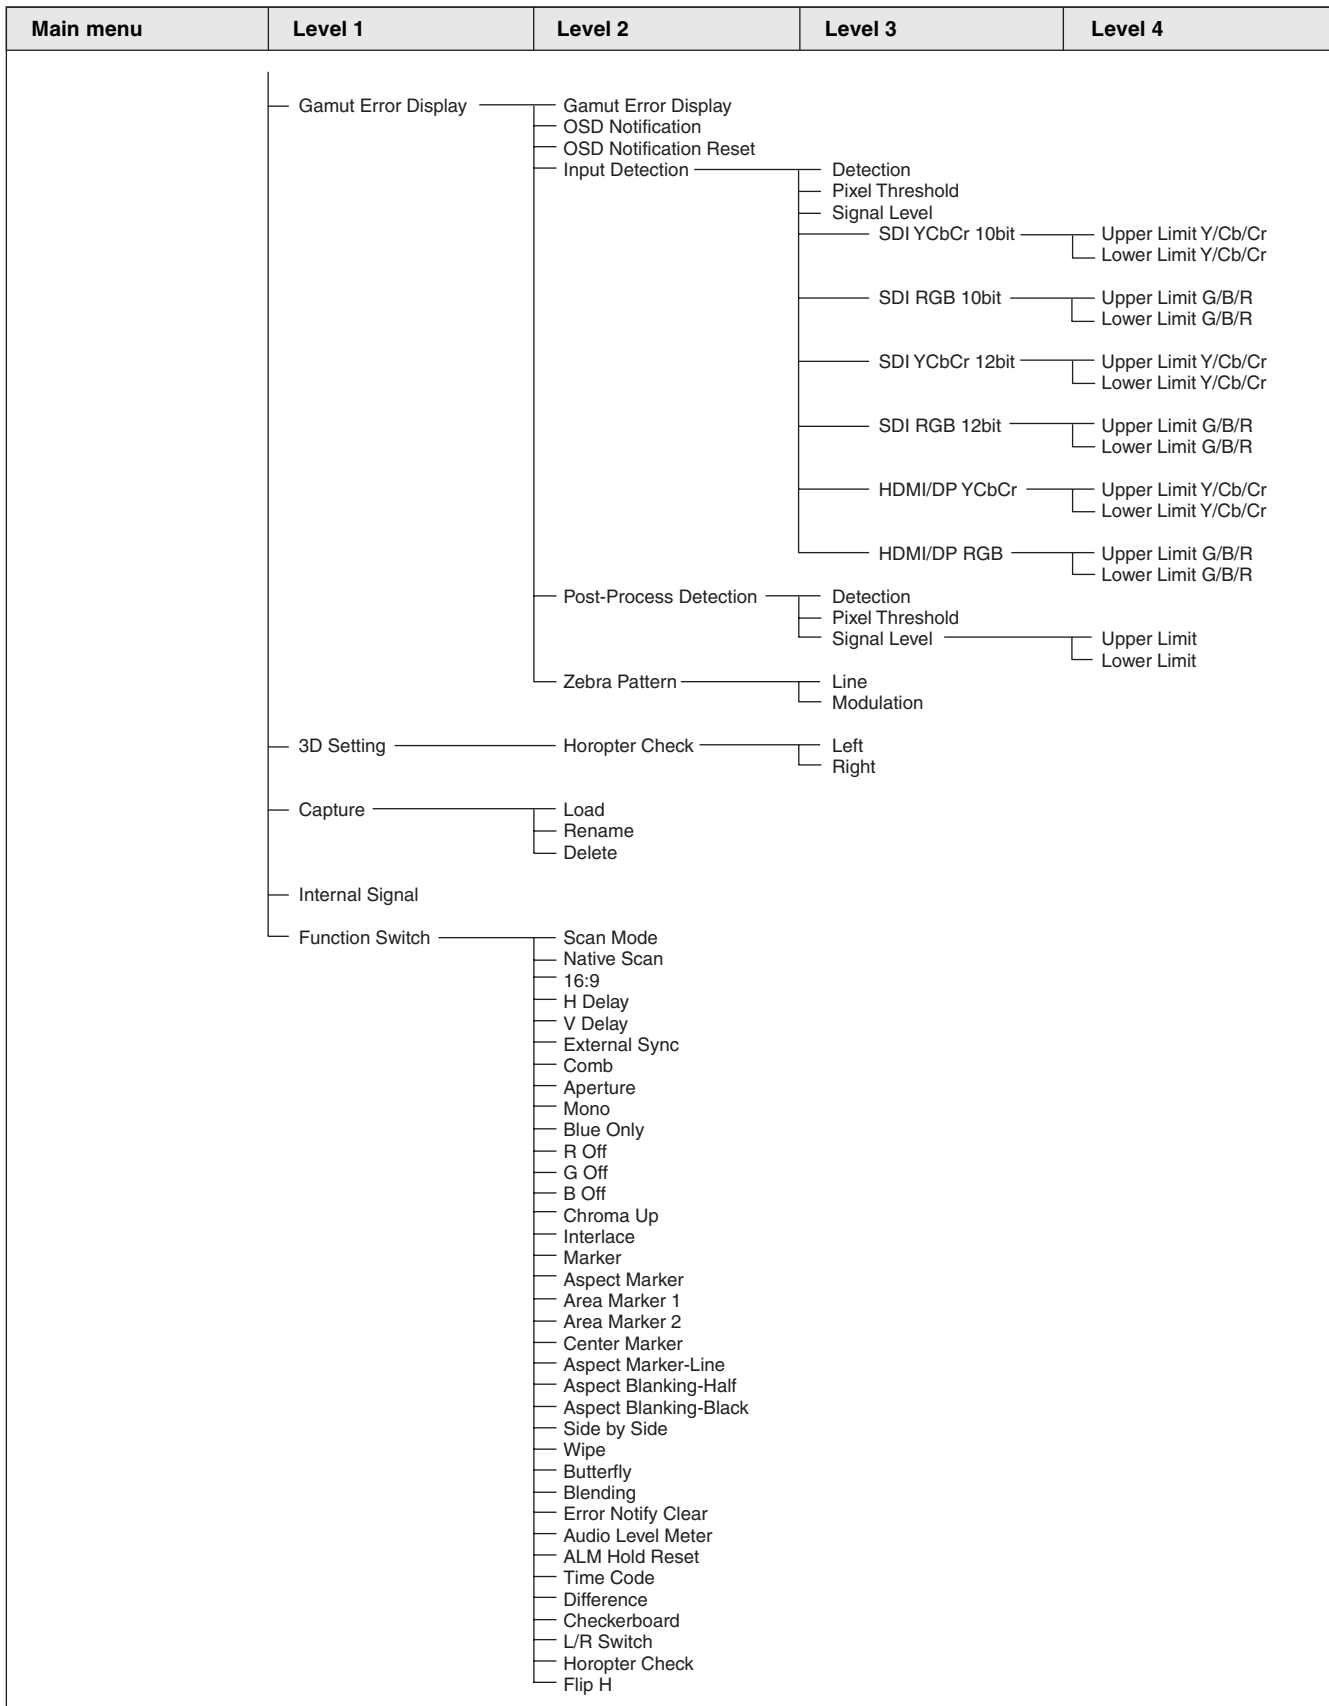 Main menu Level 1 Level 2 Level 3 Level 4
Gamut Error Display Gamut Error Display
OSD Notification
OSD Notification Reset
Input Detection Detection
Pixel Threshold
Signal Level
SDI YCbCr 10bit Upper Limit Y/Cb/Cr
Lower Limit Y/Cb/Cr
SDI RGB 10bit Upper Limit G/B/R
Lower Limit G/B/R
SDI YCbCr 12bit Upper Limit Y/Cb/Cr
Lower Limit Y/Cb/Cr
SDI RGB 12bit Upper Limit G/B/R
Lower Limit G/B/R
HDMI/DP YCbCr Upper Limit Y/Cb/Cr
Lower Limit Y/Cb/Cr
HDMI/DP RGB Upper Limit G/B/R
Lower Limit G/B/R
Post-Process Detection Detection
Pixel Threshold
Signal Level Upper Limit
Lower Limit
Zebra Pattern Line
Modulation
3D Setting Horopter Check Left
Right
Capture Load
Rename
Delete
Internal Signal
Function Switch Scan Mode
Native Scan
16:9
H Delay
V Delay
External Sync
Comb
Aperture
Mono
Blue Only
R Off
G Off
B Off
Chroma Up
Interlace
Marker
Aspect Marker
Area Marker 1
Area Marker 2
Center Marker
Aspect Marker-Line
Aspect Blanking-Half
Aspect Blanking-Black
Side by Side
Wipe
Butterfly
Blending
Error Notify Clear
Audio Level Meter
ALM Hold Reset
Time Code
Difference
Checkerboard
L/R Switch
Horopter Check
Flip H